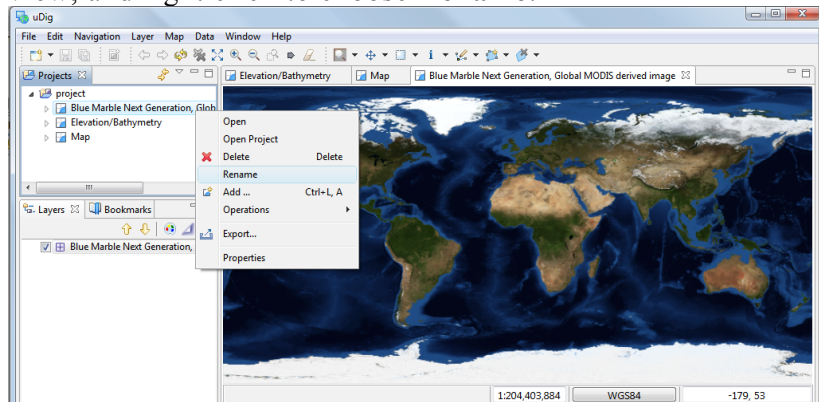 uDig
File Edit Navigation Layer Map Data Window Help
Projects
Elevation/Bathymetry
Map
Blue Marble Next Generation, Global MODIS derived image
project
Blue Marble Next Generation, Glob
Elevation/Bathymetry
Map
Open
Open Project
Delete Delete
Rename
Add ... Ctrl+L, A
Operations
Export...
Properties
Layers Bookmarks
Blue Marble Next Generation,
1:204,403,884 WGS84 -179, 53